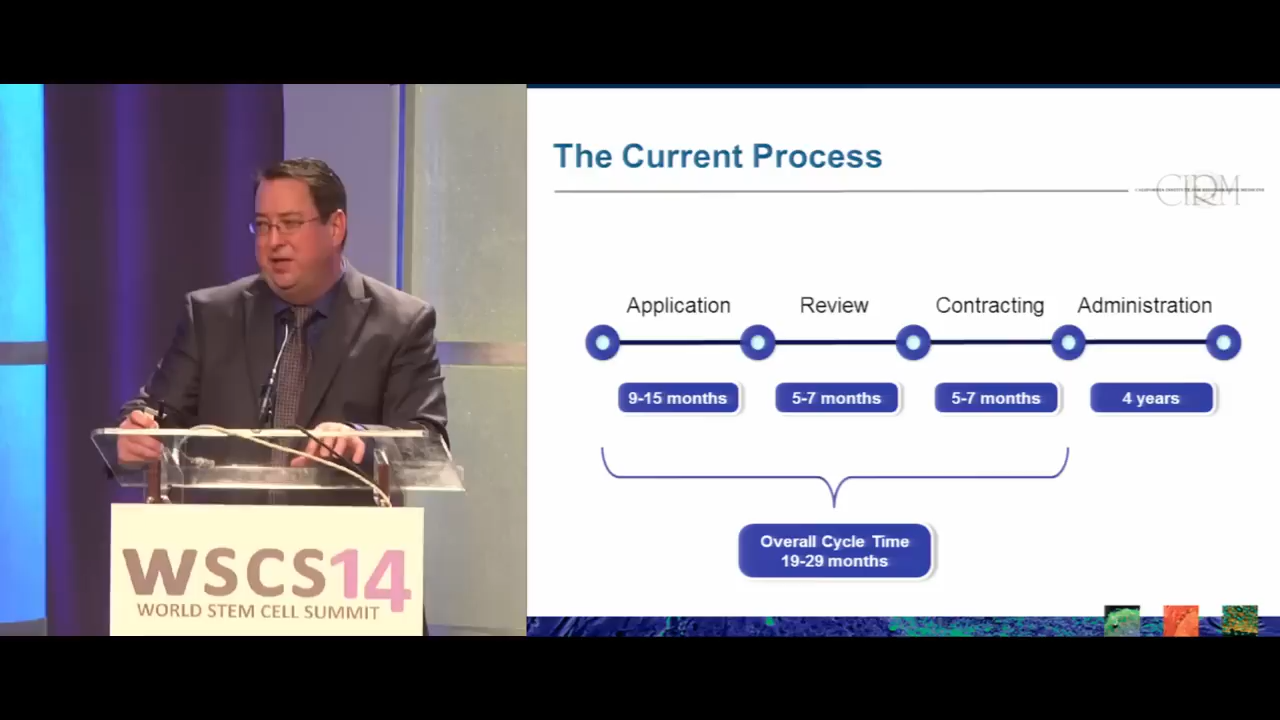 The Current Process
CIRM
Application
Review
Contracting
Administration
9-15 months
5-7 months
5-7 months
4 years
Overall Cycle Time
19-29 months
WSCS14
WORLD STEM CELL SUMMIT